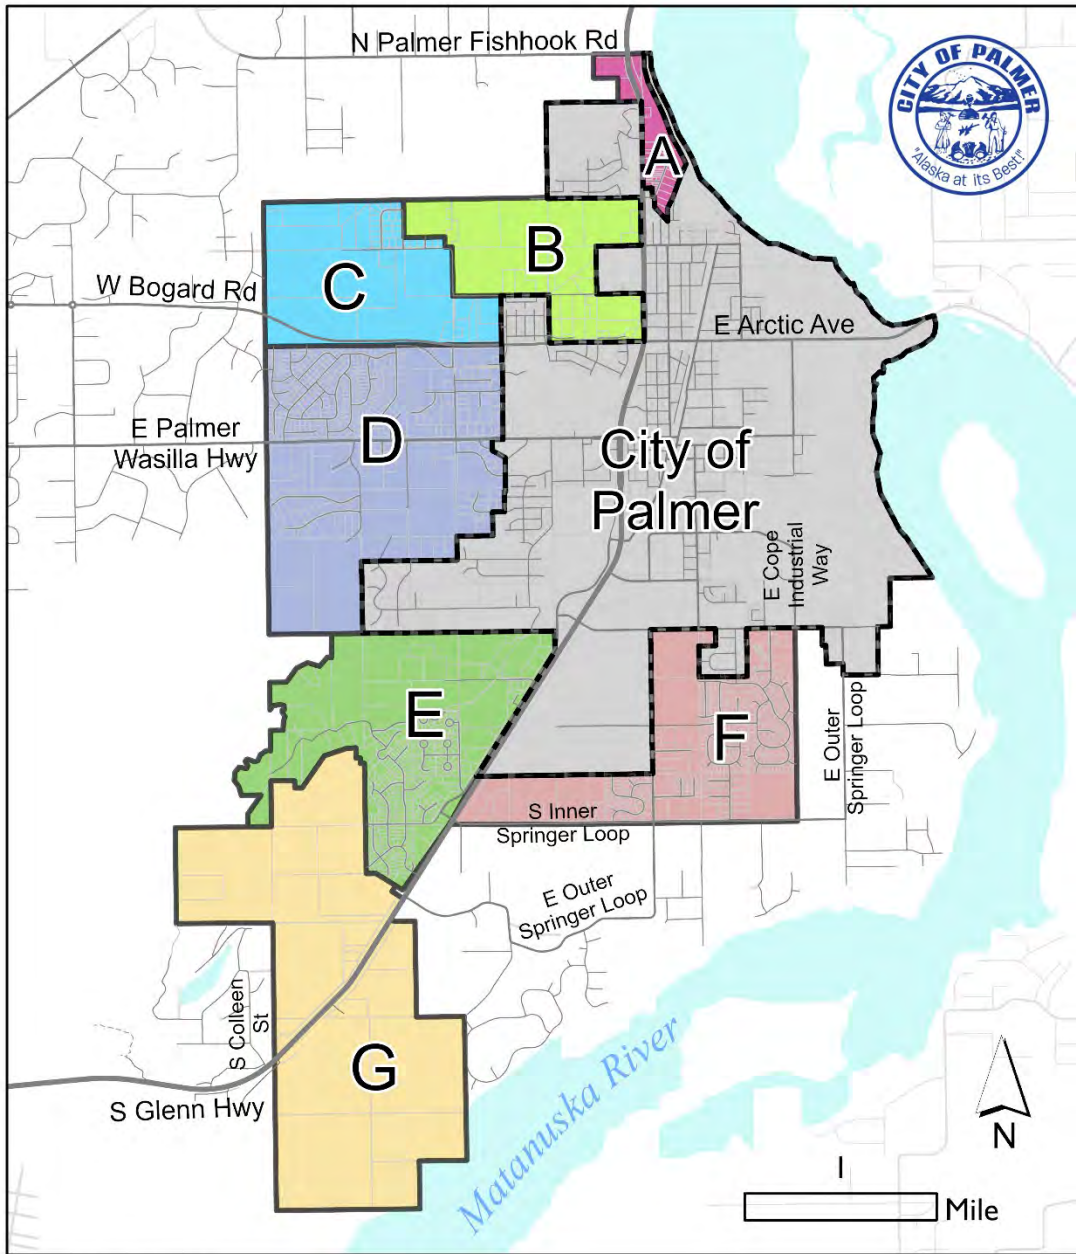 N Palmer Fishhook Rd
CITY OF PALMER
"Alaska at its Best!"
A
B
C
W Bogard Rd
E Arctic Ave
E Palmer
Wasilla Hwy
D
City of
Palmer
E Cope
Industrial
Way
E
F
E Outer
Springer Loop
S Inner
Springer Loop
E Outer
Springer Loop
S Colleen
St
G
S Glenn Hwy
Matanuska River
N
1
Mile